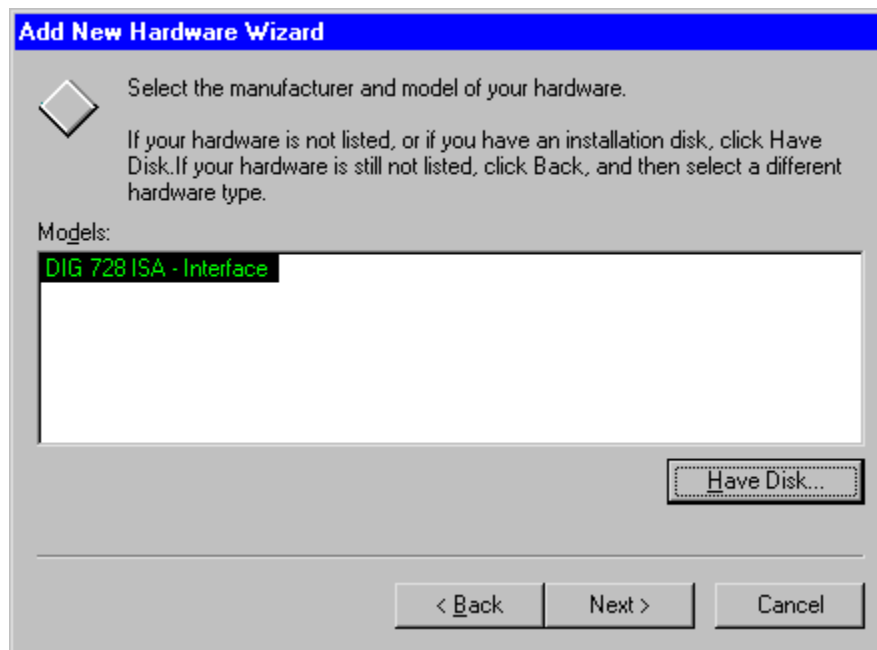 Add New Hardware Wizard
Select the manufacturer and model of your hardware.
If your hardware is not listed, or if you have an installation disk, click Have
Disk.If your hardware is still not listed, click Back, and then select a different
hardware type.
Models:
DIG 728 ISA - Interface
Have Disk...
< Back
Next >
Cancel